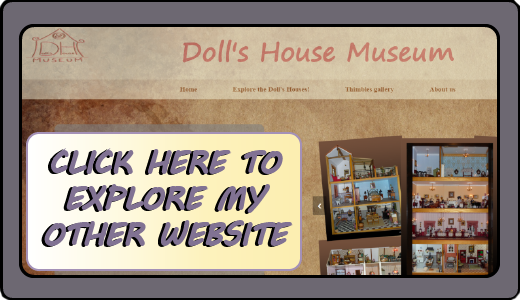 DH
MUSEUM
Doll's House Museum
Home Explore the Doll's Houses! Thimbles gallery About us
CLICK HERE TO
EXPLORE MY
OTHER WEBSITE